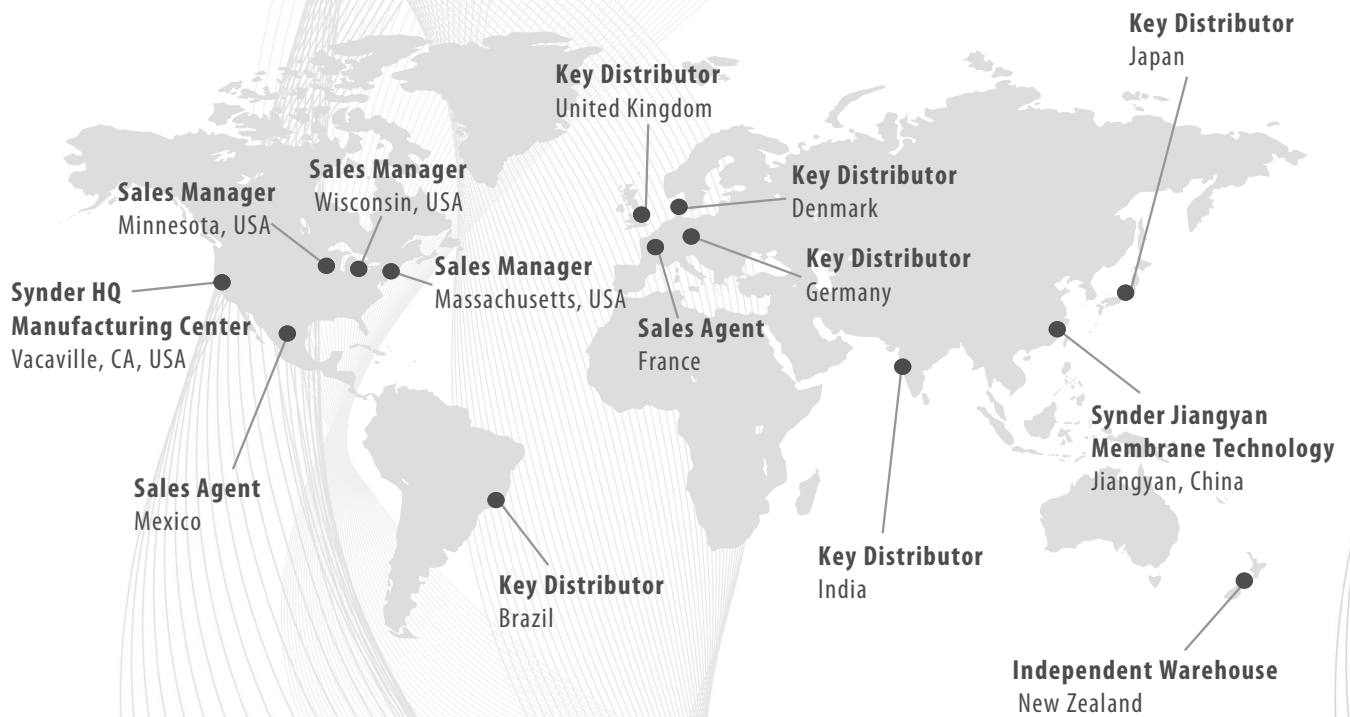 Key Distributor
Japan
Key Distributor
United Kingdom
Sales Manager
Wisconsin, USA
Sales Manager
Minnesota, USA
Key Distributor
Denmark
Sales Manager
Massachusetts, USA
Key Distributor
Germany
Synder HQ
Manufacturing Center
Vacaville, CA, USA
Sales Agent
France
Synder Jiangyan
Membrane Technology
Jiangyan, China
Sales Agent
Mexico
Key Distributor
India
Key Distributor
Brazil
Independent Warehouse
New Zealand